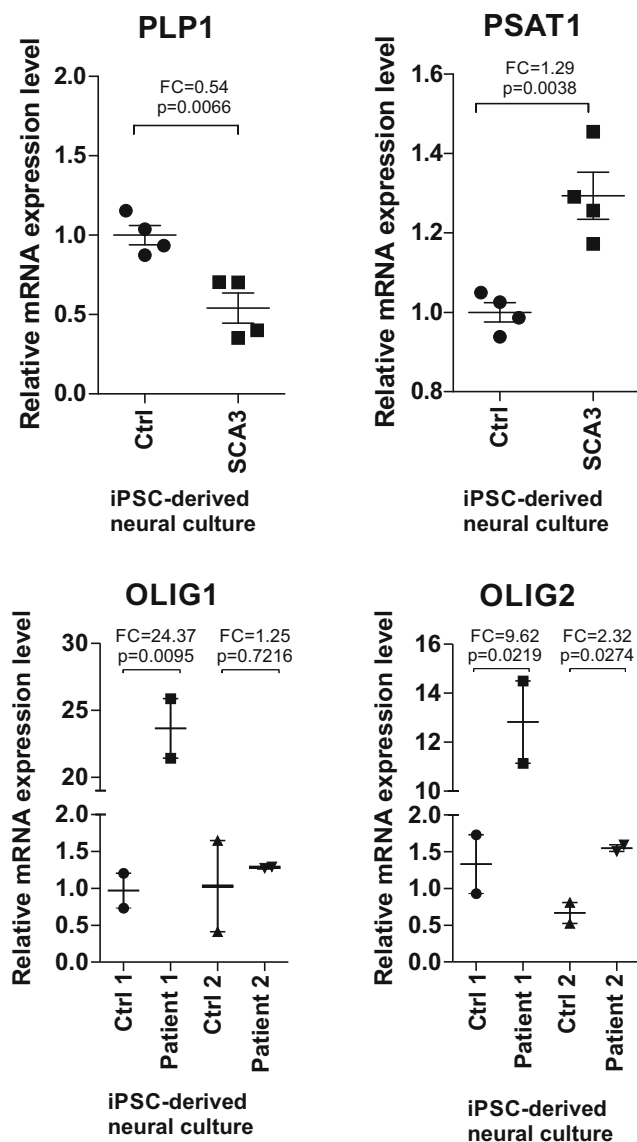 PLP1
Relative mRNA expression level
2.0
1.5
1.0
0.5
0.0
FC=0.54
p=0.0066
Ctrl
SCA3
iPSC-derived
neural culture
PSAT1
Relative mRNA expression level
1.6
1.4
1.2
1.0
0.8
FC=1.29
p=0.0038
Ctrl
SCA3
iPSC-derived
neural culture
OLIG1
Relative mRNA expression level
30
25
20
2.0
1.5
1.0
0.5
0.0
FC=24.37
p=0.0095
FC=1.25
p=0.7216
Ctrl 1
Patient 1
Ctrl 2
Patient 2
iPSC-derived
neural culture
OLIG2
Relative mRNA expression level
16
14
12
10
2.0
1.5
1.0
0.5
0.0
FC=9.62
p=0.0219
FC=2.32
p=0.0274
Ctrl 1
Patient 1
Ctrl 2
Patient 2
iPSC-derived
neural culture